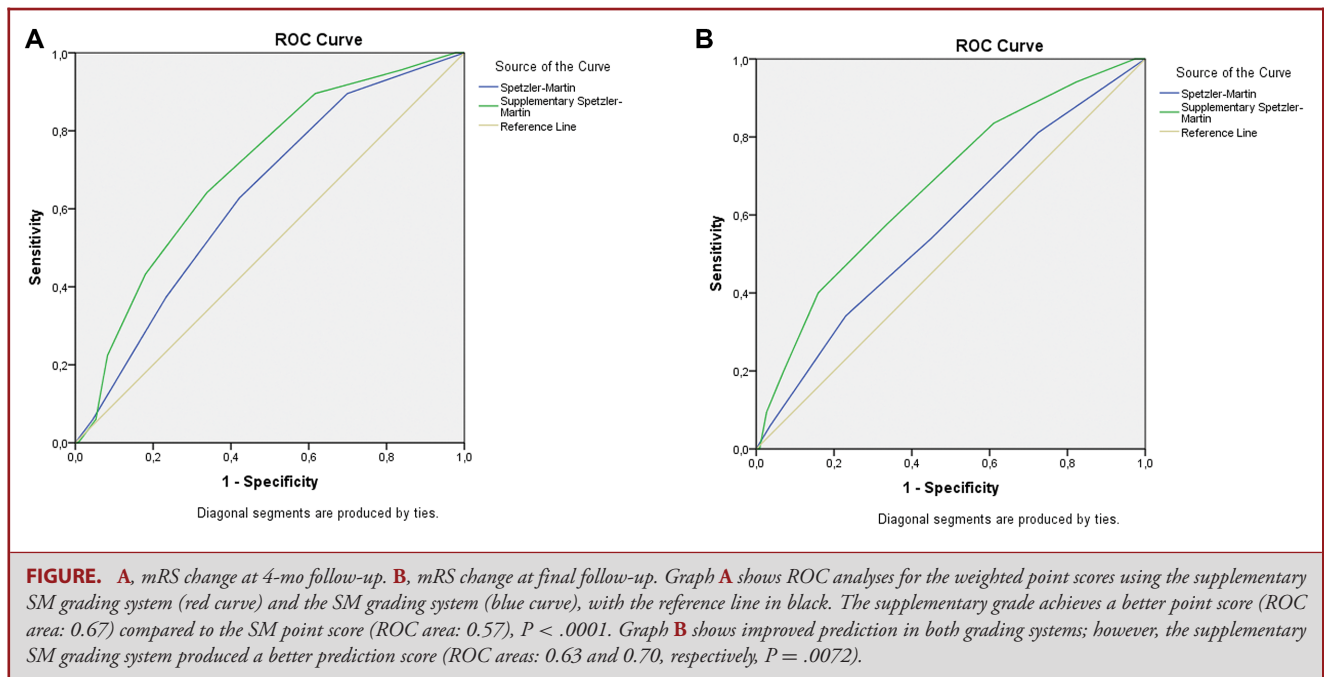 A
ROC Curve
1,0
0,8
0,6
0,4
0,2
0,0
Sensitivity
0,0 0,2 0,4 0,6 0,8 1,0
1 - Specificity
Diagonal segments are produced by ties.
Source of the Curve
Spetzler-Martin
Supplementary Spetzler-
Martin
Reference Line
B
ROC Curve
1,0
0,8
0,6
0,4
0,2
0,0
Sensitivity
0,0 0,2 0,4 0,6 0,8 1,0
1 - Specificity
Diagonal segments are produced by ties.
Source of the Curve
Spetzler-Martin
Supplementary Spetzler-
Martin
Reference Line
FIGURE. A, mRS change at 4-mo follow-up. B, mRS change at final follow-up. Graph A shows ROC analyses for the weighted point scores using the supplementary
SM grading system (red curve) and the SM grading system (blue curve), with the reference line in black. The supplementary grade achieves a better point score (ROC
area: 0.67) compared to the SM point score (ROC area: 0.57), P < .0001. Graph B shows improved prediction in both grading systems; however, the supplementary
SM grading system produced a better prediction score (ROC areas: 0.63 and 0.70, respectively, P = .0072).